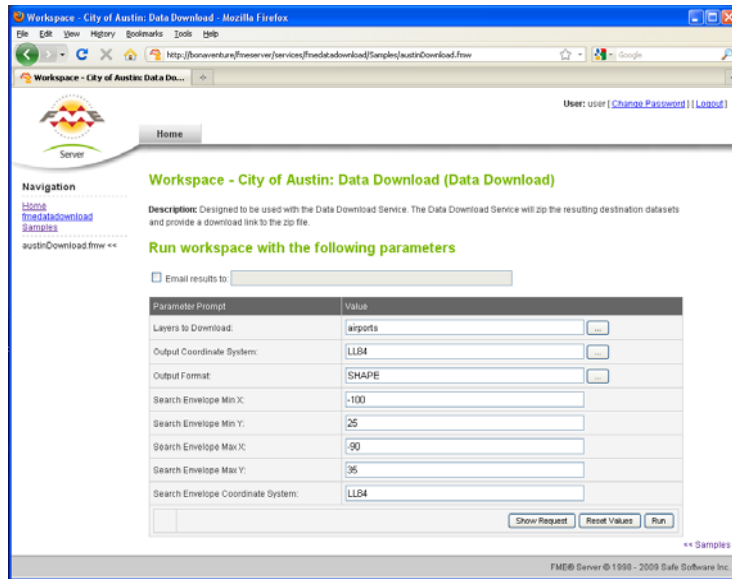 Workspace - City of Austin: Data Download - Mozilla Firefox
File Edit View History Bookmarks Tools Help
http://bonaventure/fmeserver/services/fmedatadownload/Samples/austinDownload.fmw
Google
Workspace - City of Austin: Data Do...
FME
Server
User: user [ Change Password ] [ Logout ]
Home
Navigation
Home
fmedatadownload
Samples
austinDownload.fmw <<
Workspace - City of Austin: Data Download (Data Download)
Description: Designed to be used with the Data Download Service. The Data Download Service will zip the resulting destination datasets
and provide a download link to the zip file.
Run workspace with the following parameters
Email results to:
Parameter Prompt Value
Layers to Download: airports ...
Output Coordinate System: LL84 ...
Output Format: SHAPE ...
Search Envelope Min X: -100
Search Envelope Min Y: 25
Search Envelope Max X: -90
Search Envelope Max Y: 35
Search Envelope Coordinate System: LL84
Show Request Reset Values Run
<< Samples
FME® Server © 1998 - 2009 Safe Software Inc.